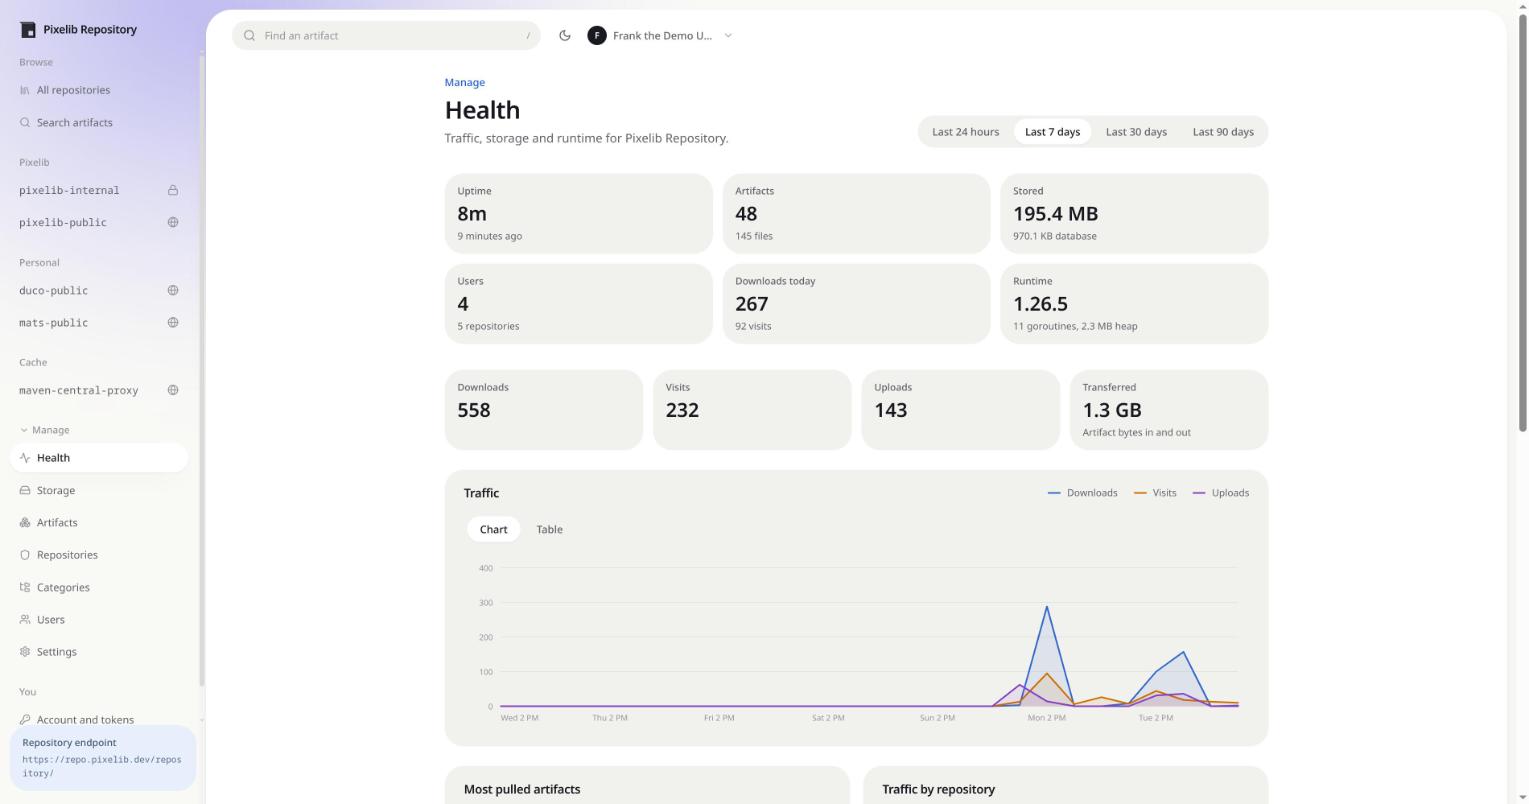 Pixelib Repository
Find an artifact
/
F
Frank the Demo U...
Browse
All repositories
Search artifacts
Pixelib
pixelib-internal
pixelib-public
Personal
duco-public
mats-public
Cache
maven-central-proxy
Manage
Health
Storage
Artifacts
Repositories
Categories
Users
Settings
You
Account and tokens
Repository endpoint
https://repo.pixelib.dev/repos
itory/
Manage
Health
Traffic, storage and runtime for Pixelib Repository.
Last 24 hours
Last 7 days
Last 30 days
Last 90 days
Uptime
8m
9 minutes ago
Artifacts
48
145 files
Stored
195.4 MB
970.1 KB database
Users
4
5 repositories
Downloads today
267
92 visits
Runtime
1.26.5
11 goroutines, 2.3 MB heap
Downloads
558
Visits
232
Uploads
143
Transferred
1.3 GB
Artifact bytes in and out
Traffic
Downloads
Visits
Uploads
Chart
Table
400
300
200
100
0
Wed 2 PM
Thu 2 PM
Fri 2 PM
Sat 2 PM
Sun 2 PM
Mon 2 PM
Tue 2 PM
Most pulled artifacts
Traffic by repository